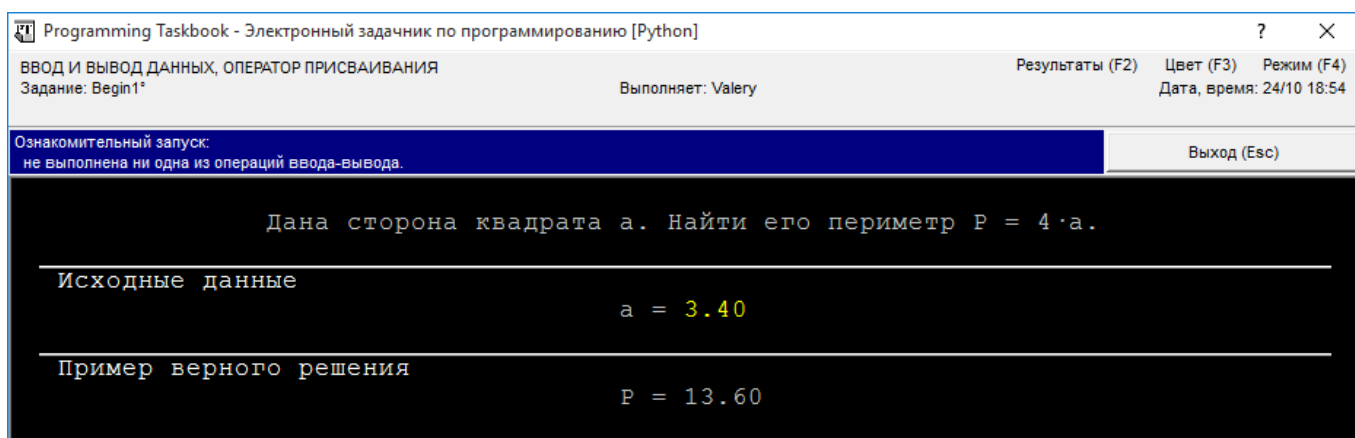 Programming Taskbook - Электронный задачник по программированию [Python] ?
ВВОД И ВЫВОД ДАННЫХ, ОПЕРАТОР ПРИСВАИВАНИЯ Результаты (F2) Цвет (F3) Режим (F4)
Задание: Begin1° Выполняет: Valery Дата, время: 24/10 18:54
Ознакомительный запуск:
не выполнена ни одна из операций ввода-вывода. Выход (Esc)
Дана сторона квадрата a. Найти его периметр P = 4·a.
Исходные данные
a = 3.40
Пример верного решения
P = 13.60